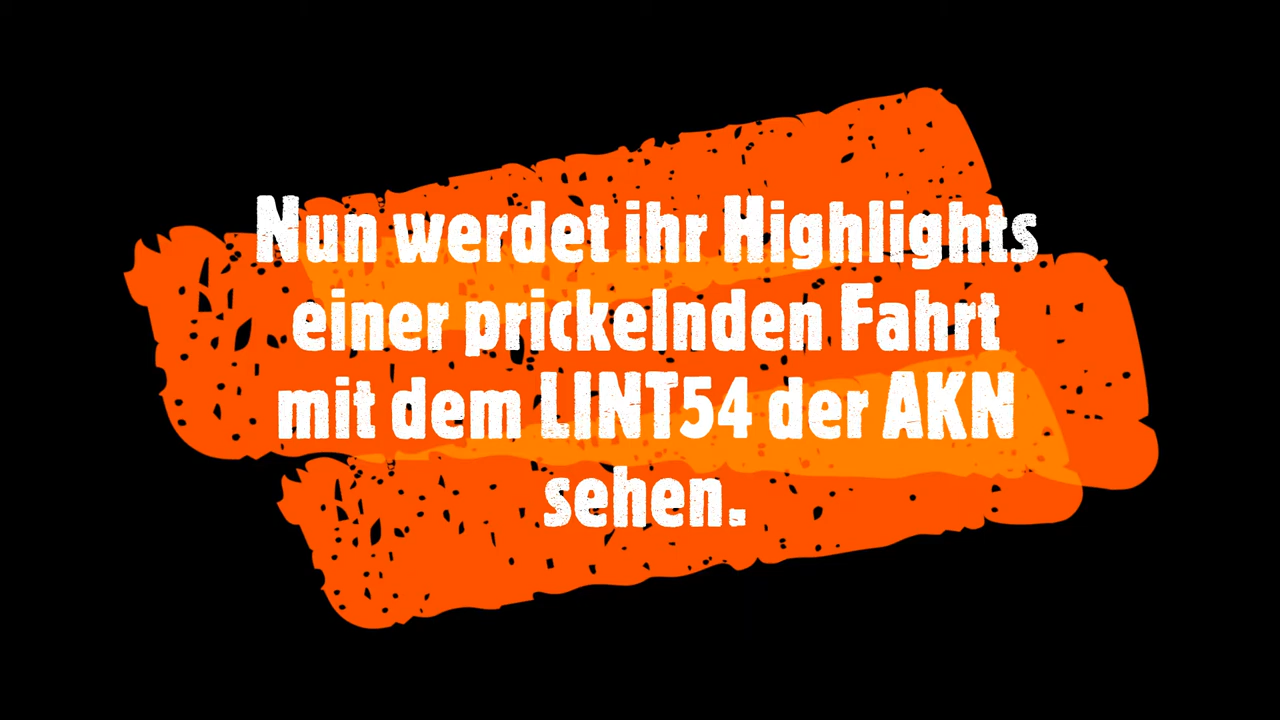 Nun werdet ihr Highlights
einer prickelnden Fahrt
mit dem LINT54 der AKN
sehen.